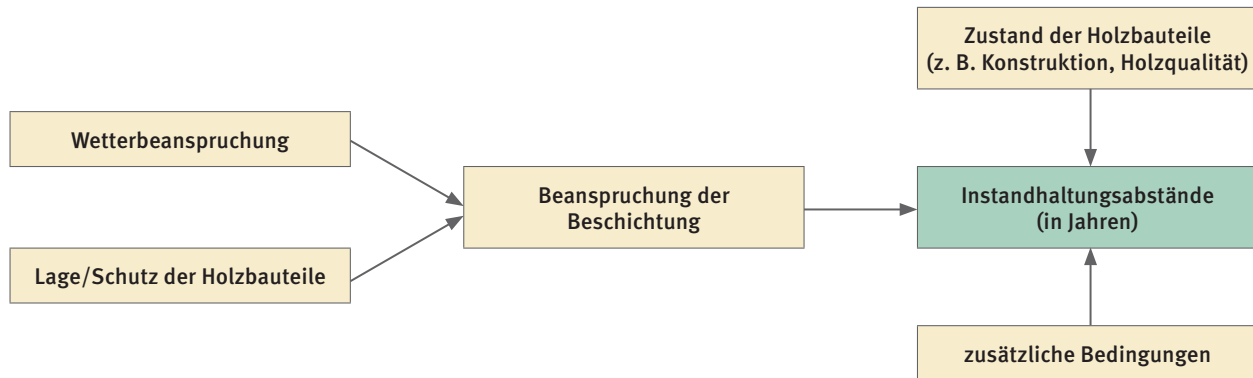 Zustand der Holzbauteile
(z. B. Konstruktion, Holzqualität)
Wetterbeanspruchung
Beanspruchung der
Beschichtung
Instandhaltungsabstände
(in Jahren)
Lage/Schutz der Holzbauteile
zusätzliche Bedingungen